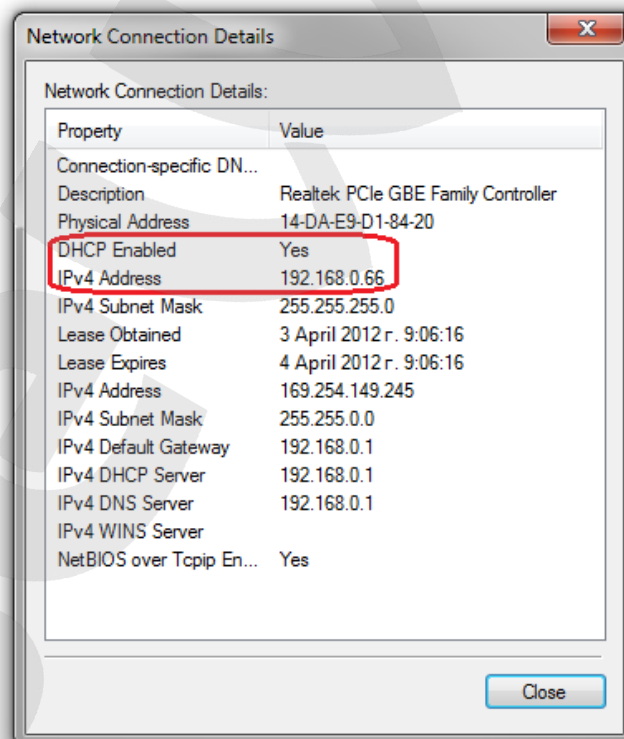 Network Connection Details
Network Connection Details:
Property Value
Connection-specific DN...
Description Realtek PCIe GBE Family Controller
Physical Address 14-DA-E9-D1-84-20
DHCP Enabled Yes
IPv4 Address 192.168.0.66
IPv4 Subnet Mask 255.255.255.0
Lease Obtained 3 April 2012 г. 9:06:16
Lease Expires 4 April 2012 г. 9:06:16
IPv4 Address 169.254.149.245
IPv4 Subnet Mask 255.255.0.0
IPv4 Default Gateway 192.168.0.1
IPv4 DHCP Server 192.168.0.1
IPv4 DNS Server 192.168.0.1
IPv4 WINS Server
NetBIOS over Tcpip En... Yes
Close